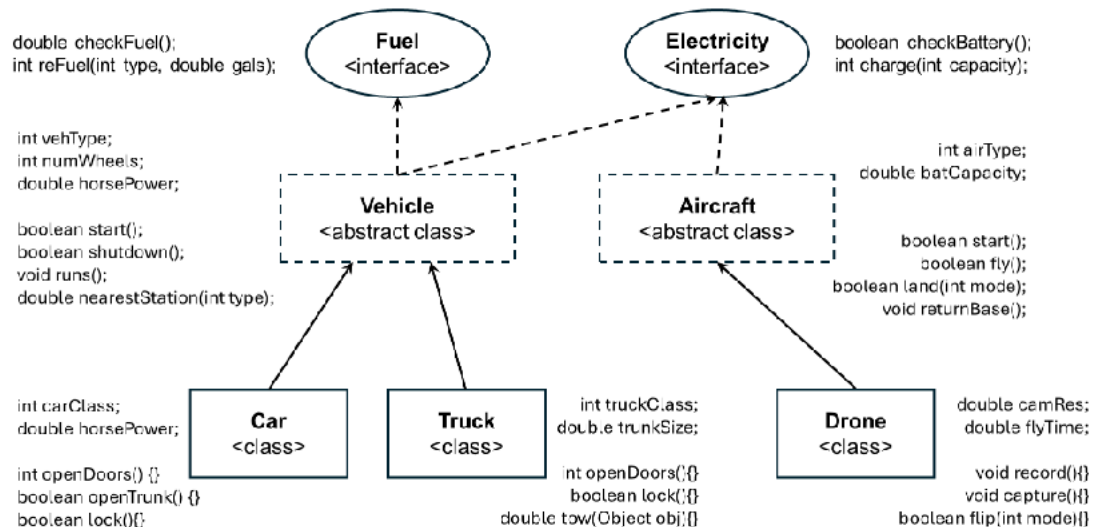 double checkFuel();
int reFuel(int type, double gals);
Fuel
<interface>
Electricity
<interface>
boolean checkBattery();
int charge(int capacity);
int vehType;
int numWheels;
double horsePower;
boolean start();
boolean shutdown();
void runs();
double nearestStation(int type);
Vehicle
<abstract class>
Aircraft
<abstract class>
int airType;
double batCapacity;
boolean start();
boolean fly();
boolean land(int mode);
void returnBase();
int carClass;
double horsePower;
int openDoors() {}
boolean openTrunk() {}
boolean lock(){}
Car
<class>
Truck
<class>
int truckClass;
double trunkSize;
int openDoors(){}
boolean lock(){}
double tow(Object obj){}
Drone
<class>
double camRes;
double flyTime;
void record(){}
void capture(){}
boolean flip(int mode){}